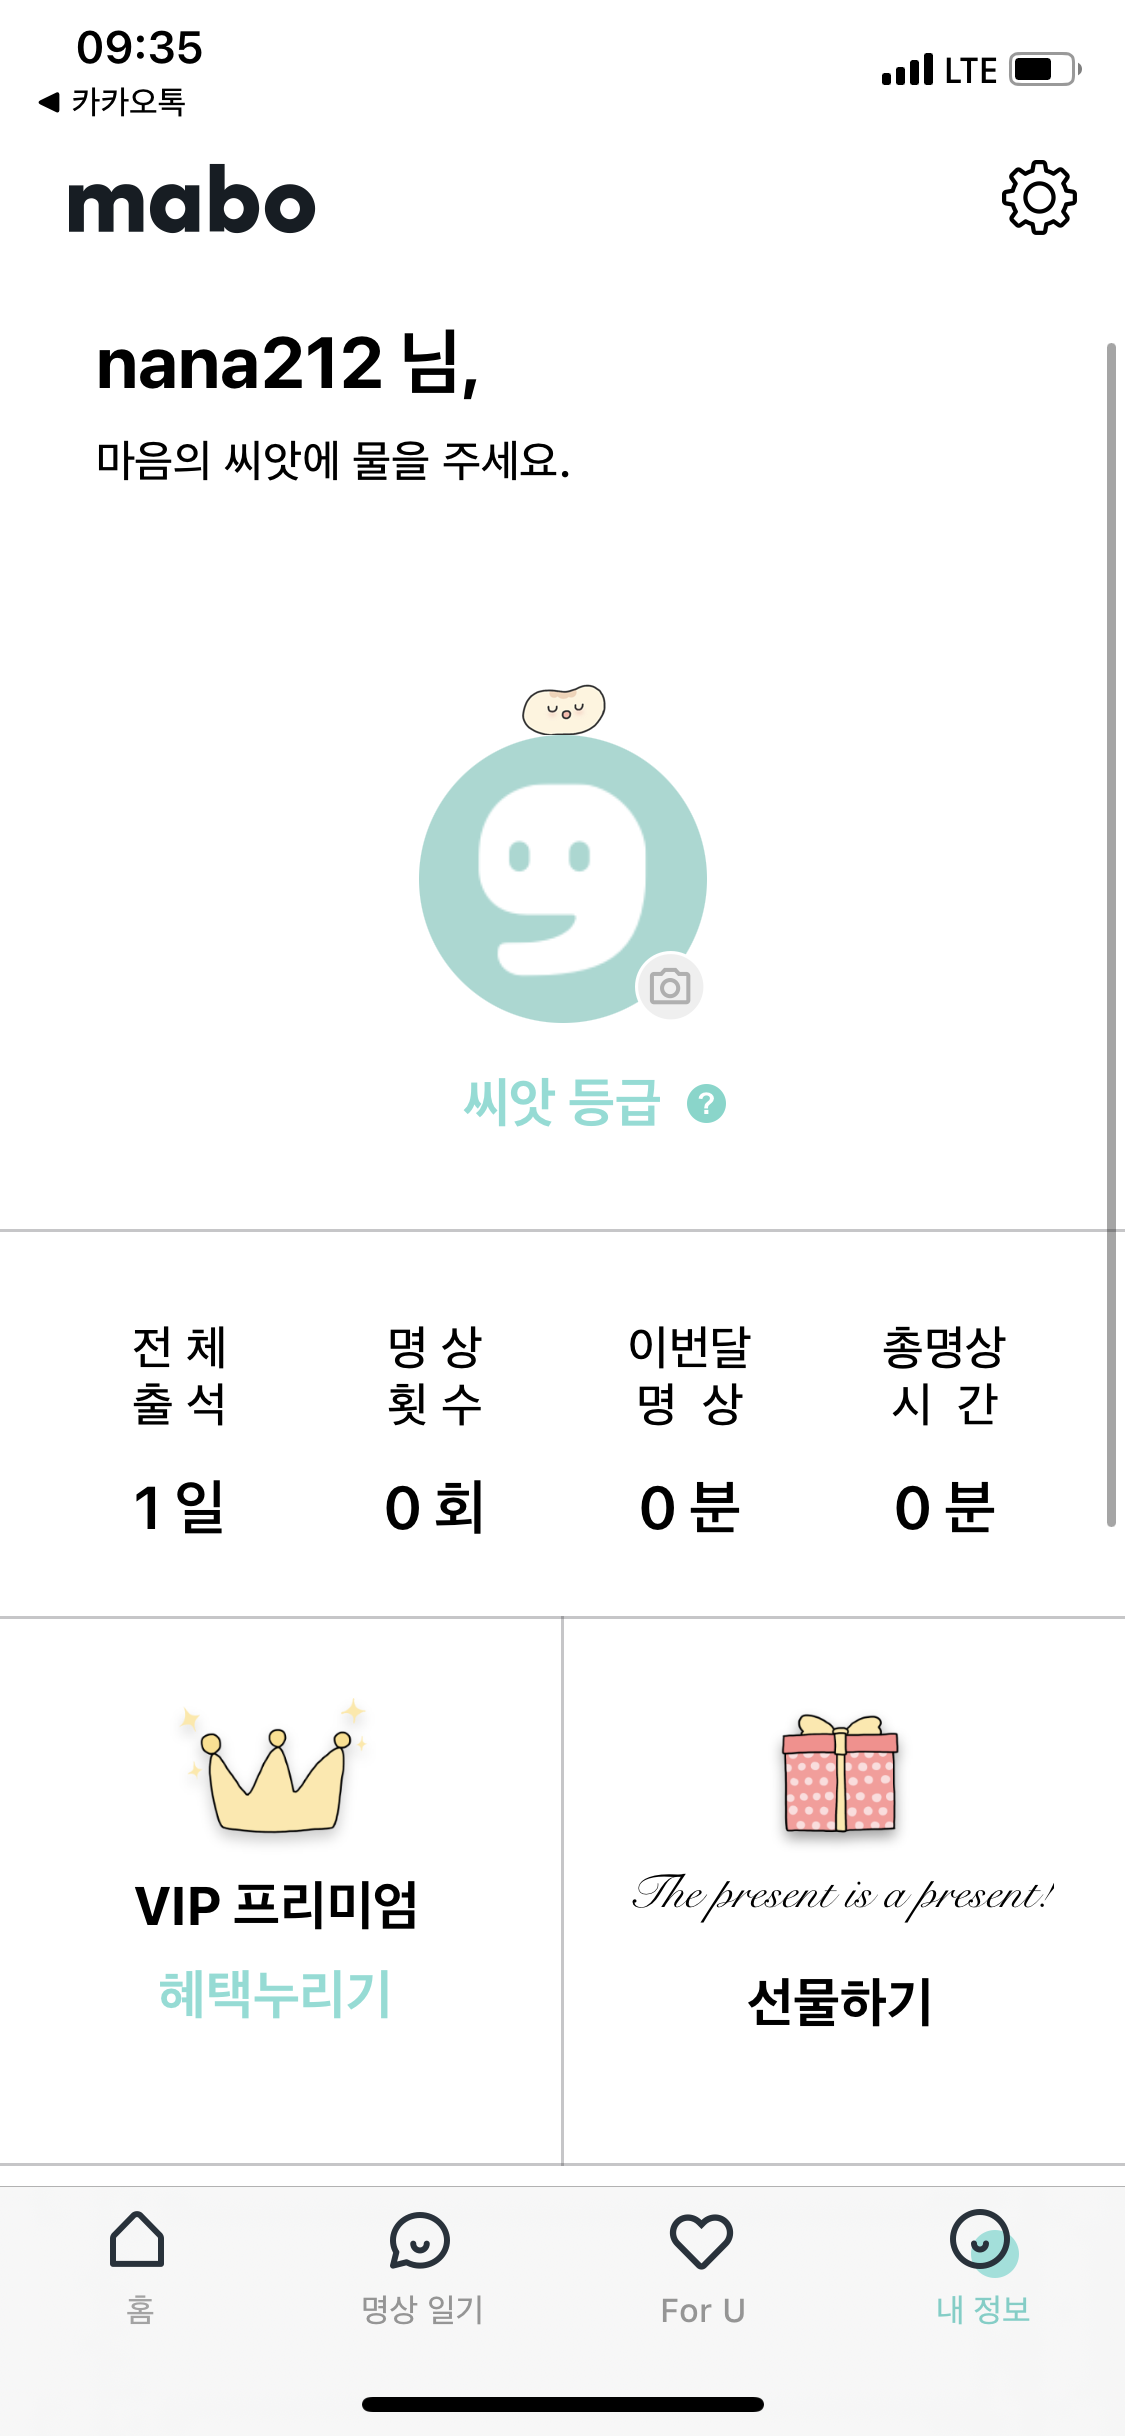 09:35
LTE
◀ 카카오톡
mabo
nana212 님,
마음의 씨앗에 물을 주세요.
씨앗 등급 ?
전 체 명 상 이번달 총명상
출 석 횟 수 명 상 시 간
1 일 0 회 0 분 0 분
VIP 프리미엄
혜택누리기
The present is a present!
선물하기
홈 명상 일기 For U 내 정보